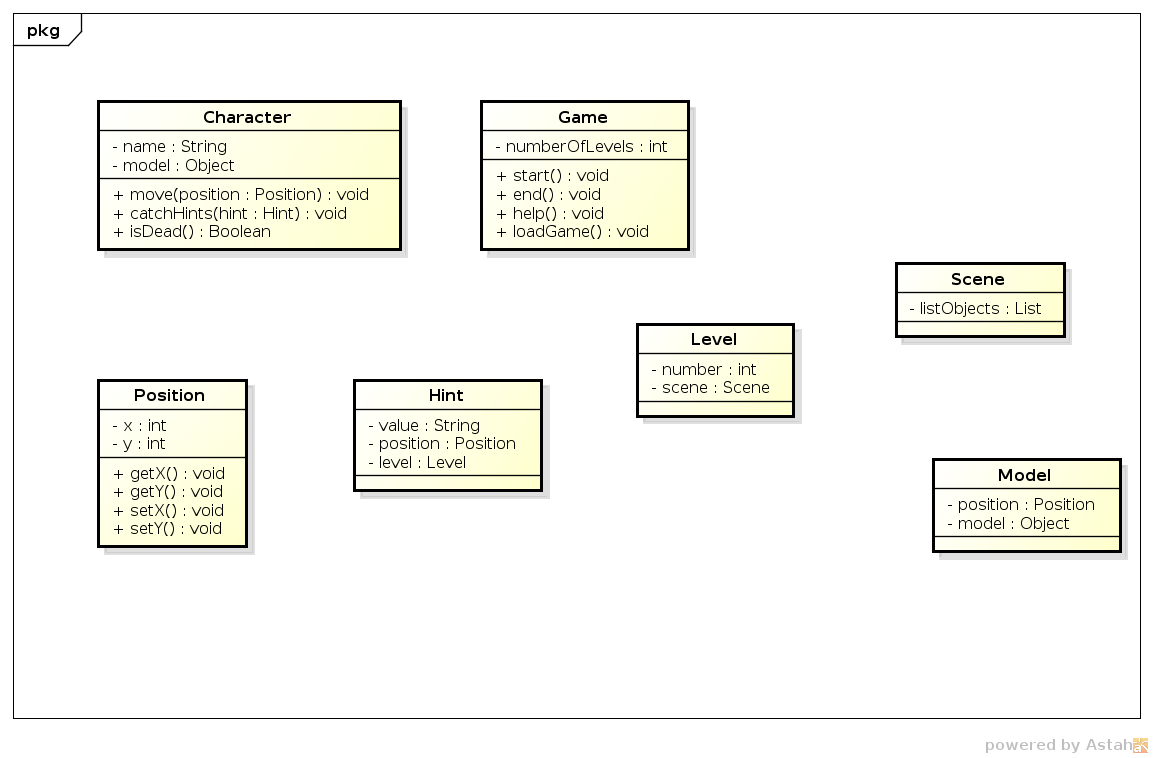 pkg
Character
- name : String
- model : Object
+ move(position : Position) : void
+ catchHints(hint : Hint) : void
+ isDead() : Boolean
Game
- numberOfLevels : int
+ start() : void
+ end() : void
+ help() : void
+ loadGame() : void
Scene
- listObjects : List
Level
- number : int
- scene : Scene
Position
- x : int
- y : int
+ getX() : void
+ getY() : void
+ setX() : void
+ setY() : void
Hint
- value : String
- position : Position
- level : Level
Model
- position : Position
- model : Object
powered by Astah